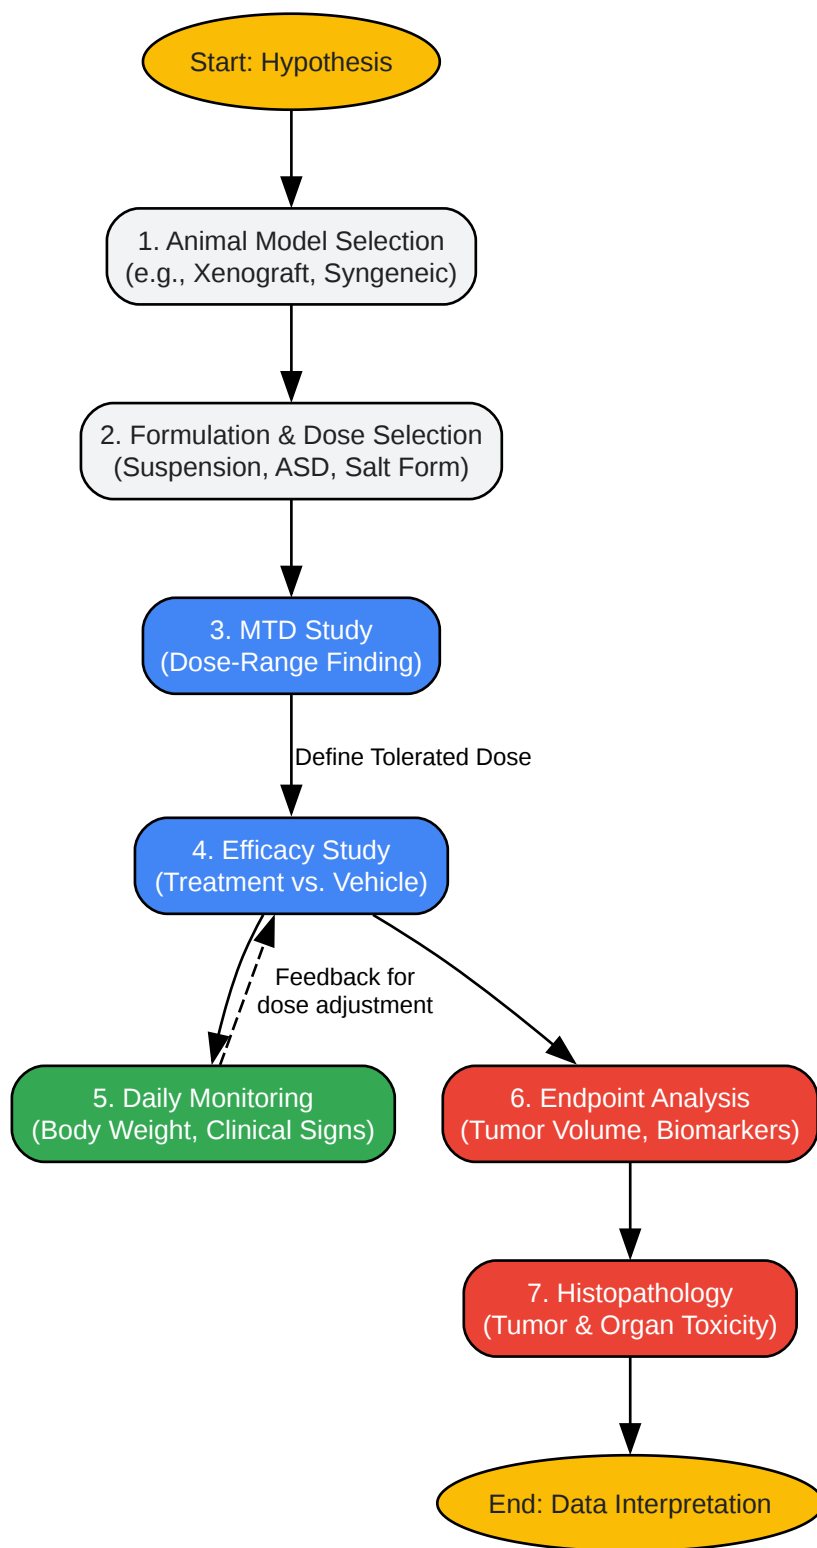 Start: Hypothesis
1. Animal Model Selection
(e.g., Xenograft, Syngeneic)
2. Formulation & Dose Selection
(Suspension, ASD, Salt Form)
3. MTD Study
(Dose-Range Finding)
Define Tolerated Dose
4. Efficacy Study
(Treatment vs. Vehicle)
Feedback for
dose adjustment
5. Daily Monitoring
(Body Weight, Clinical Signs)
6. Endpoint Analysis
(Tumor Volume, Biomarkers)
7. Histopathology
(Tumor & Organ Toxicity)
End: Data Interpretation